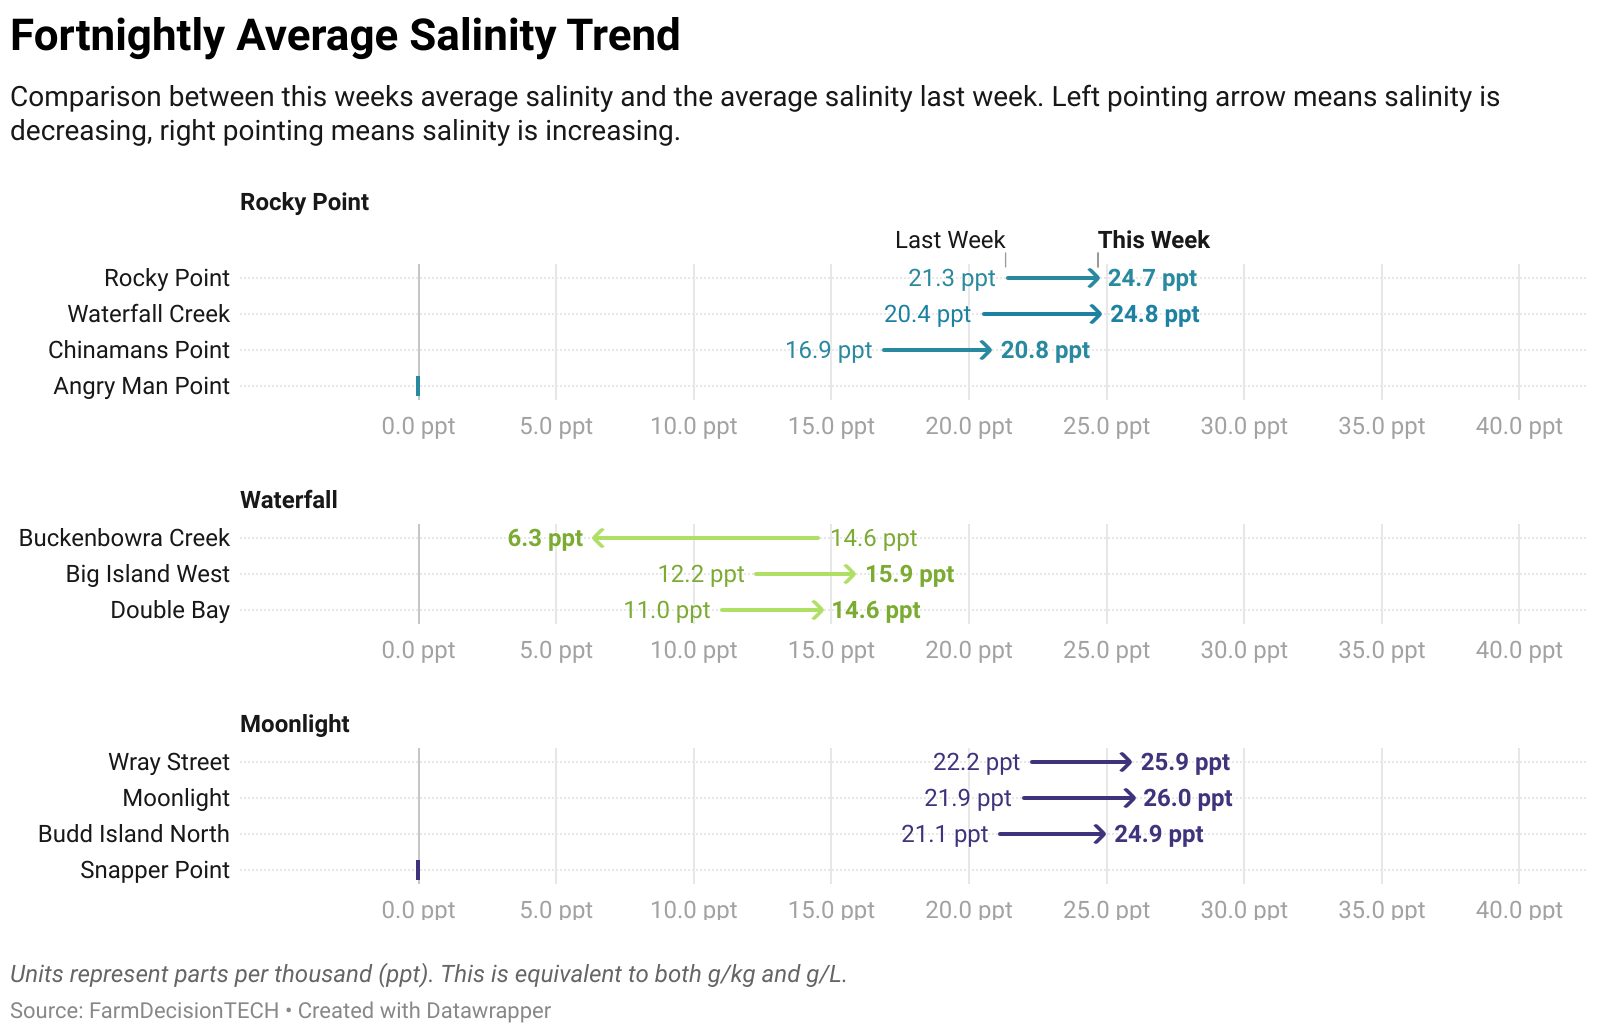 Fortnightly Average Salinity Trend
Comparison between this weeks average salinity and the average salinity last week. Left pointing arrow means salinity is
decreasing, right pointing means salinity is increasing.
Rocky Point
Last Week This Week
Rocky Point 21.3 ppt 24.7 ppt
Waterfall Creek 20.4 ppt 24.8 ppt
Chinamans Point 16.9 ppt 20.8 ppt
Angry Man Point
0.0 ppt 5.0 ppt 10.0 ppt 15.0 ppt 20.0 ppt 25.0 ppt 30.0 ppt 35.0 ppt 40.0 ppt
Waterfall
Buckenbowra Creek 6.3 ppt 14.6 ppt
Big Island West 12.2 ppt 15.9 ppt
Double Bay 11.0 ppt 14.6 ppt
0.0 ppt 5.0 ppt 10.0 ppt 15.0 ppt 20.0 ppt 25.0 ppt 30.0 ppt 35.0 ppt 40.0 ppt
Moonlight
Wray Street 22.2 ppt 25.9 ppt
Moonlight 21.9 ppt 26.0 ppt
Budd Island North 21.1 ppt 24.9 ppt
Snapper Point
0.0 ppt 5.0 ppt 10.0 ppt 15.0 ppt 20.0 ppt 25.0 ppt 30.0 ppt 35.0 ppt 40.0 ppt
Units represent parts per thousand (ppt). This is equivalent to both g/kg and g/L.
Source: FarmDecisionTECH • Created with Datawrapper